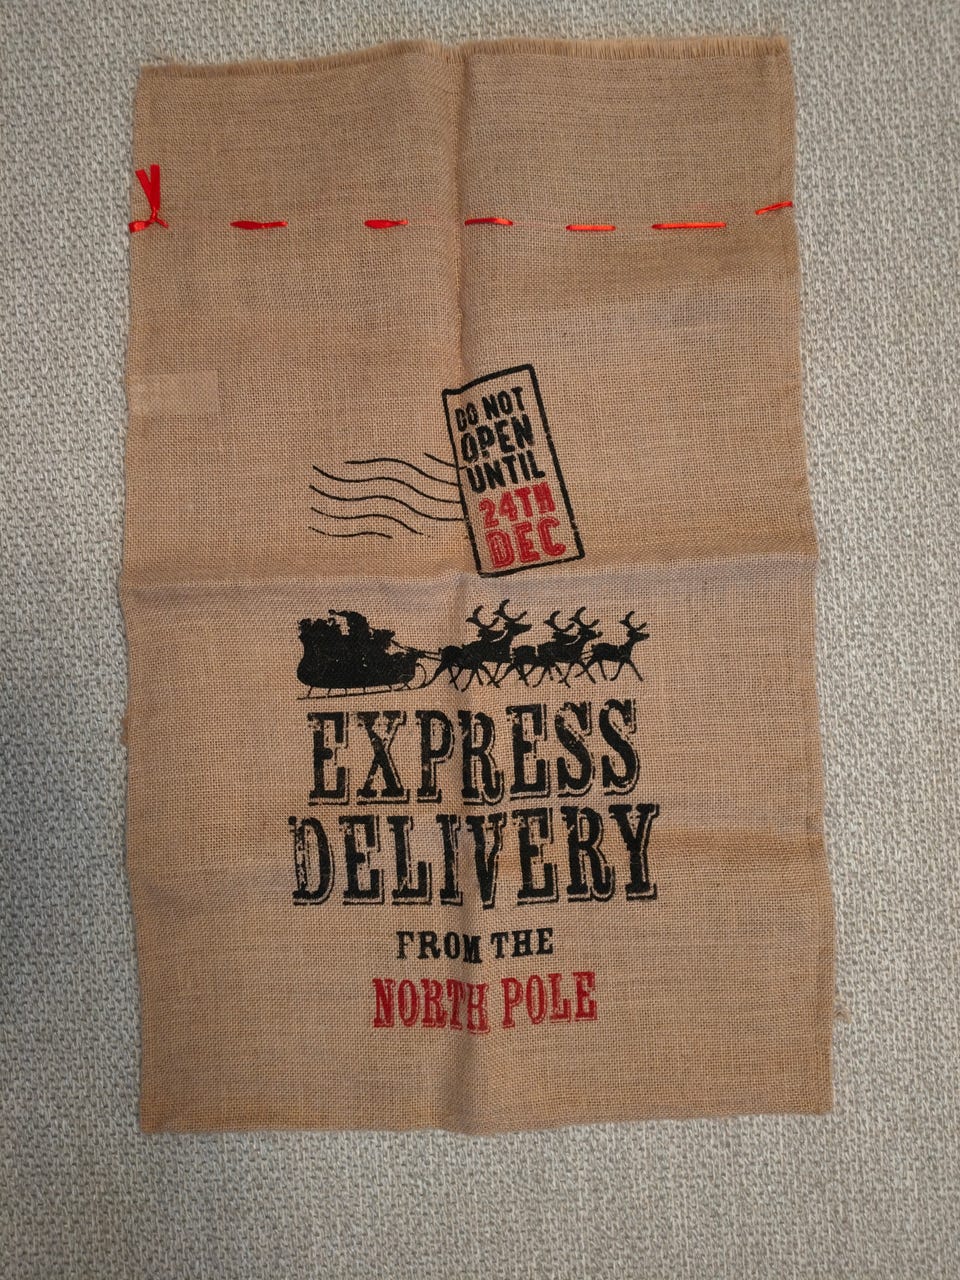 DO NOT
OPEN
UNTIL
24TH
DEC
EXPRESS
DELIVERY
FROM THE
NORTH POLE